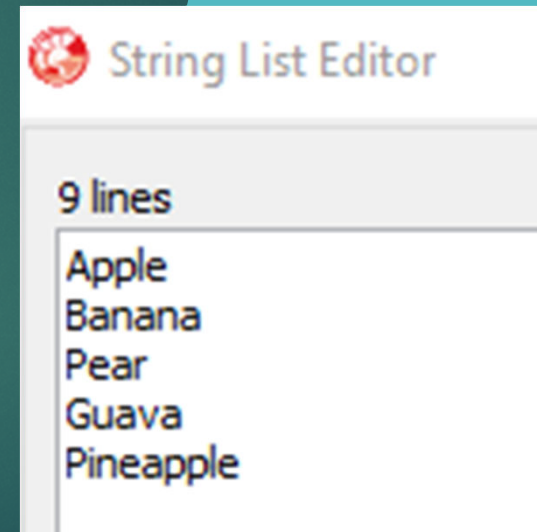 String List Editor
9 lines
Apple
Banana
Pear
Guava
Pineapple